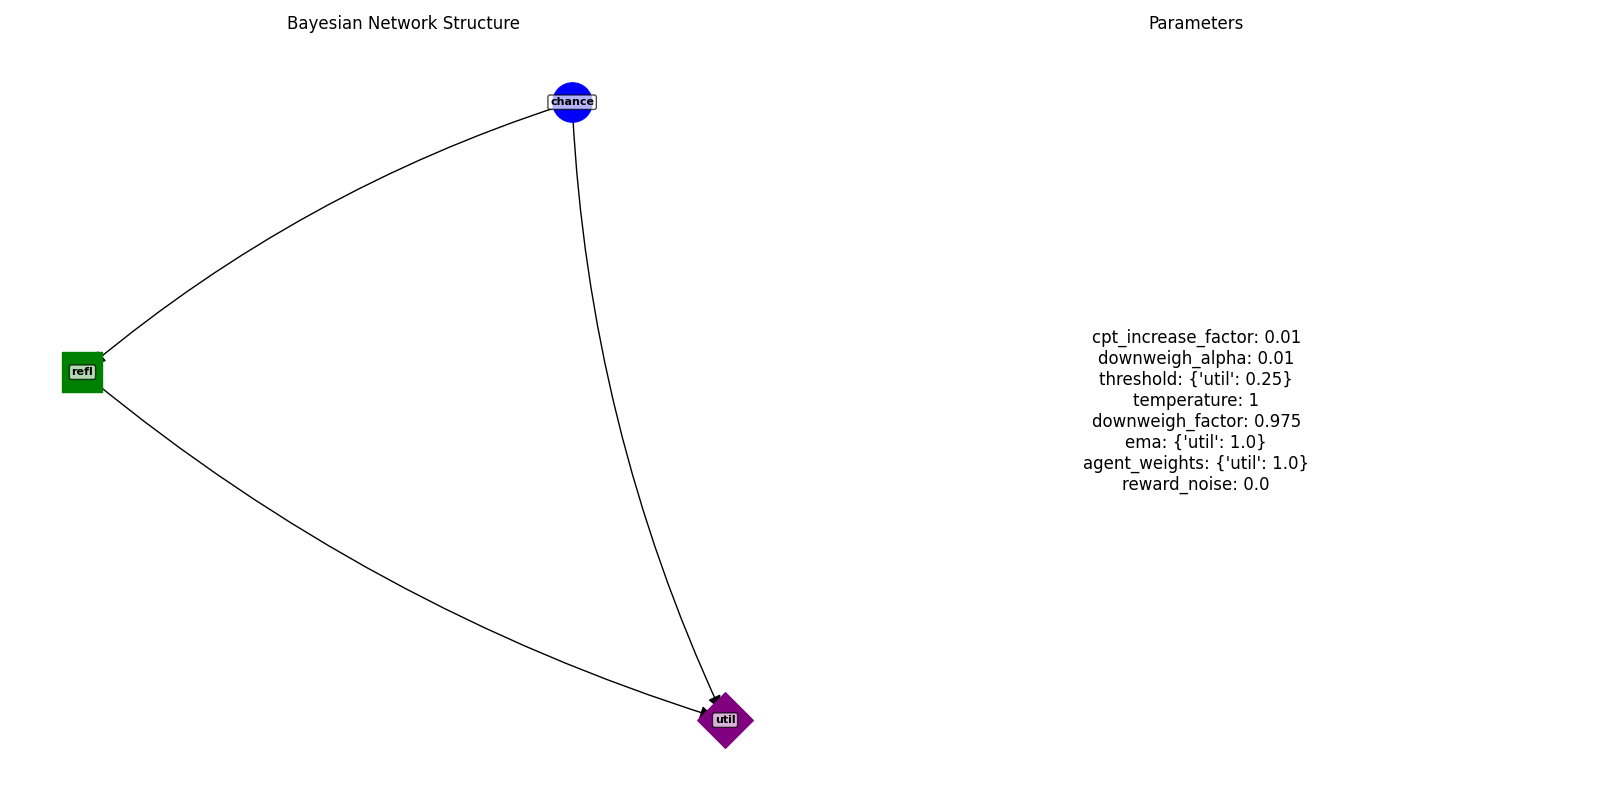 Bayesian Network Structure
Parameters
chance
refl
util
cpt_increase_factor: 0.01
downweigh_alpha: 0.01
threshold: {'util': 0.25}
temperature: 1
downweigh_factor: 0.975
ema: {'util': 1.0}
agent_weights: {'util': 1.0}
reward_noise: 0.0